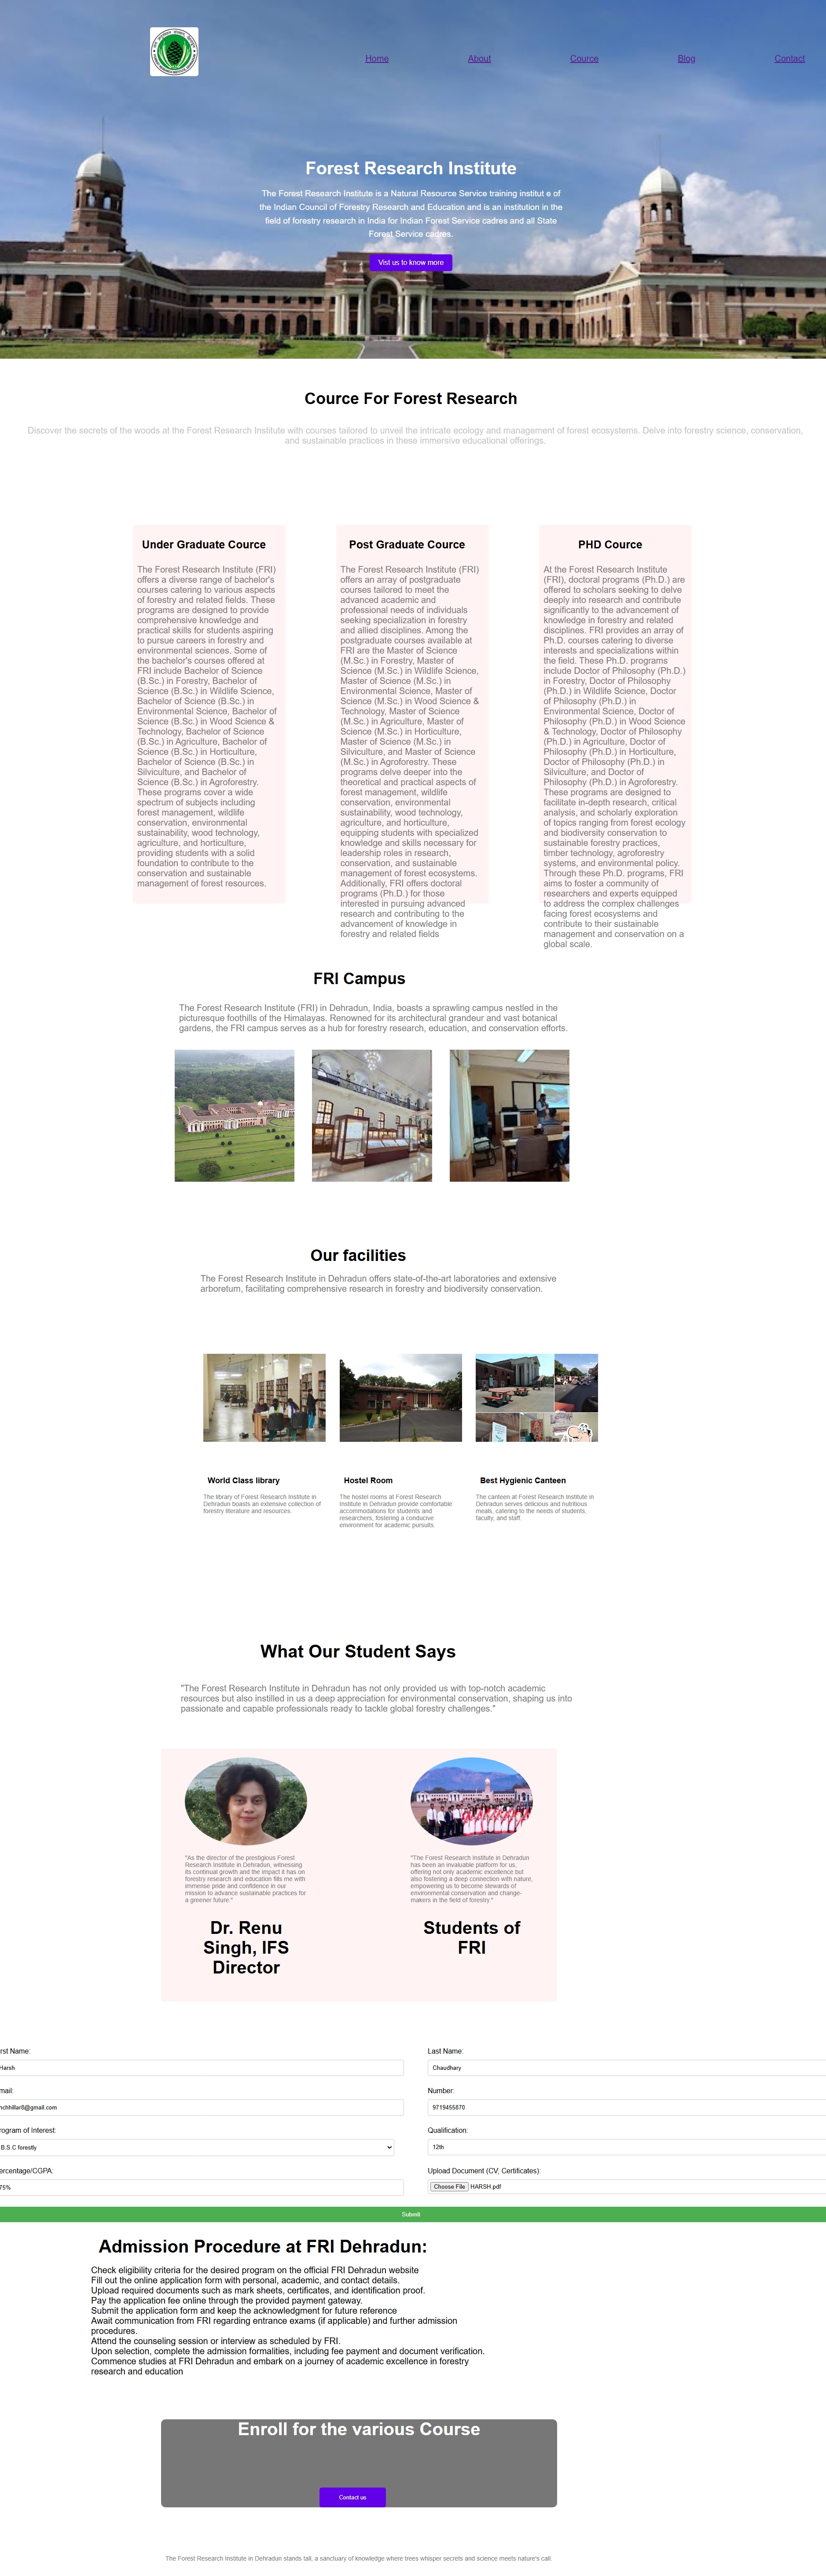 Home About Cource Blog Contact
Forest Research Institute
The Forest Research Institute is a Natural Resource Service training institut e of
the Indian Council of Forestry Research and Education and is an institution in the
field of forestry research in India for Indian Forest Service cadres and all State
Forest Service cadres.
Vist us to know more
Cource For Forest Research
Discover the secrets of the woods at the Forest Research Institute with courses tailored to unveil the intricate ecology and management of forest ecosystems. Delve into forestry science, conservation,
and sustainable practices in these immersive educational offerings.
Under Graduate Cource
The Forest Research Institute (FRI)
offers a diverse range of bachelor's
courses catering to various aspects
of forestry and related fields. These
programs are designed to provide
comprehensive knowledge and
practical skills for students aspiring
to pursue careers in forestry and
environmental sciences. Some of
the bachelor's courses offered at
FRI include Bachelor of Science
(B.Sc.) in Forestry, Bachelor of
Science (B.Sc.) in Wildlife Science,
Bachelor of Science (B.Sc.) in
Environmental Science, Bachelor of
Science (B.Sc.) in Wood Science &
Technology, Bachelor of Science
(B.Sc.) in Agriculture, Bachelor of
Science (B.Sc.) in Horticulture,
Bachelor of Science (B.Sc.) in
Silviculture, and Bachelor of
Science (B.Sc.) in Agroforestry.
These programs cover a wide
spectrum of subjects including
forest management, wildlife
conservation, environmental
sustainability, wood technology,
agriculture, and horticulture,
providing students with a solid
foundation to contribute to the
conservation and sustainable
management of forest resources.
Post Graduate Cource
The Forest Research Institute (FRI)
offers an array of postgraduate
courses tailored to meet the
advanced academic and
professional needs of individuals
seeking specialization in forestry
and allied disciplines. Among the
postgraduate courses available at
FRI are the Master of Science
(M.Sc.) in Forestry, Master of
Science (M.Sc.) in Wildlife Science,
Master of Science (M.Sc.) in
Environmental Science, Master of
Science (M.Sc.) in Wood Science &
Technology, Master of Science
(M.Sc.) in Agriculture, Master of
Science (M.Sc.) in Horticulture,
Master of Science (M.Sc.) in
Silviculture, and Master of Science
(M.Sc.) in Agroforestry. These
programs delve deeper into the
theoretical and practical aspects of
forest management, wildlife
conservation, environmental
sustainability, wood technology,
agriculture, and horticulture,
equipping students with specialized
knowledge and skills necessary for
leadership roles in research,
conservation, and sustainable
management of forest ecosystems.
Additionally, FRI offers doctoral
programs (Ph.D.) for those
interested in pursuing advanced
research and contributing to the
advancement of knowledge in
forestry and related fields
PHD Cource
At the Forest Research Institute
(FRI), doctoral programs (Ph.D.) are
offered to scholars seeking to delve
deeply into research and contribute
significantly to the advancement of
knowledge in forestry and related
disciplines. FRI provides an array of
Ph.D. courses catering to diverse
interests and specializations within
the field. These Ph.D. programs
include Doctor of Philosophy (Ph.D.)
in Forestry, Doctor of Philosophy
(Ph.D.) in Wildlife Science, Doctor
of Philosophy (Ph.D.) in
Environmental Science, Doctor of
Philosophy (Ph.D.) in Wood Science
& Technology, Doctor of Philosophy
(Ph.D.) in Agriculture, Doctor of
Philosophy (Ph.D.) in Horticulture,
Doctor of Philosophy (Ph.D.) in
Silviculture, and Doctor of
Philosophy (Ph.D.) in Agroforestry.
These programs are designed to
facilitate in-depth research, critical
analysis, and scholarly exploration
of topics ranging from forest ecology
and biodiversity conservation to
sustainable forestry practices,
timber technology, agroforestry
systems, and environmental policy.
Through these Ph.D. programs, FRI
aims to foster a community of
researchers and experts equipped
to address the complex challenges
facing forest ecosystems and
contribute to their sustainable
management and conservation on a
global scale.
FRI Campus
The Forest Research Institute (FRI) in Dehradun, India, boasts a sprawling campus nestled in the
picturesque foothills of the Himalayas. Renowned for its architectural grandeur and vast botanical
gardens, the FRI campus serves as a hub for forestry research, education, and conservation efforts.
Our facilities
The Forest Research Institute in Dehradun offers state-of-the-art laboratories and extensive
arboretum, facilitating comprehensive research in forestry and biodiversity conservation.
World Class library
The library of Forest Research Institute in
Dehradun boasts an extensive collection of
forestry literature and resources.
Hostel Room
The hostel rooms at Forest Research
Institute in Dehradun provide comfortable
accommodations for students and
researchers, fostering a conducive
environment for academic pursuits.
Best Hygienic Canteen
The canteen at Forest Research Institute in
Dehradun serves delicious and nutritious
meals, catering to the needs of students,
faculty, and staff.
What Our Student Says
"The Forest Research Institute in Dehradun has not only provided us with top-notch academic
resources but also instilled in us a deep appreciation for environmental conservation, shaping us into
passionate and capable professionals ready to tackle global forestry challenges."
"As the director of the prestigious Forest
Research Institute in Dehradun, witnessing
its continual growth and the impact it has on
forestry research and education fills me with
immense pride and confidence in our
mission to advance sustainable practices for
a greener future."
Dr. Renu
Singh, IFS
Director
"The Forest Research Institute in Dehradun
has been an invaluable platform for us,
offering not only academic excellence but
also fostering a deep connection with nature,
empowering us to become stewards of
environmental conservation and change-
makers in the field of forestry."
Students of
FRI
rst Name: Last Name:
Harsh Chaudhary
mail: Number:
nchhillar8@gmail.com 9719455870
rogram of Interest: Qualification:
B.S.C forestly 12th
ercentage/CGPA: Upload Document (CV, Certificates):
75% Choose File HARSH.pdf
Submit
Admission Procedure at FRI Dehradun:
Check eligibility criteria for the desired program on the official FRI Dehradun website
Fill out the online application form with personal, academic, and contact details.
Upload required documents such as mark sheets, certificates, and identification proof.
Pay the application fee online through the provided payment gateway.
Submit the application form and keep the acknowledgment for future reference
Await communication from FRI regarding entrance exams (if applicable) and further admission
procedures.
Attend the counseling session or interview as scheduled by FRI.
Upon selection, complete the admission formalities, including fee payment and document verification.
Commence studies at FRI Dehradun and embark on a journey of academic excellence in forestry
research and education
Enroll for the various Course
Contact us
The Forest Research Institute in Dehradun stands tall, a sanctuary of knowledge where trees whisper secrets and science meets nature's call.